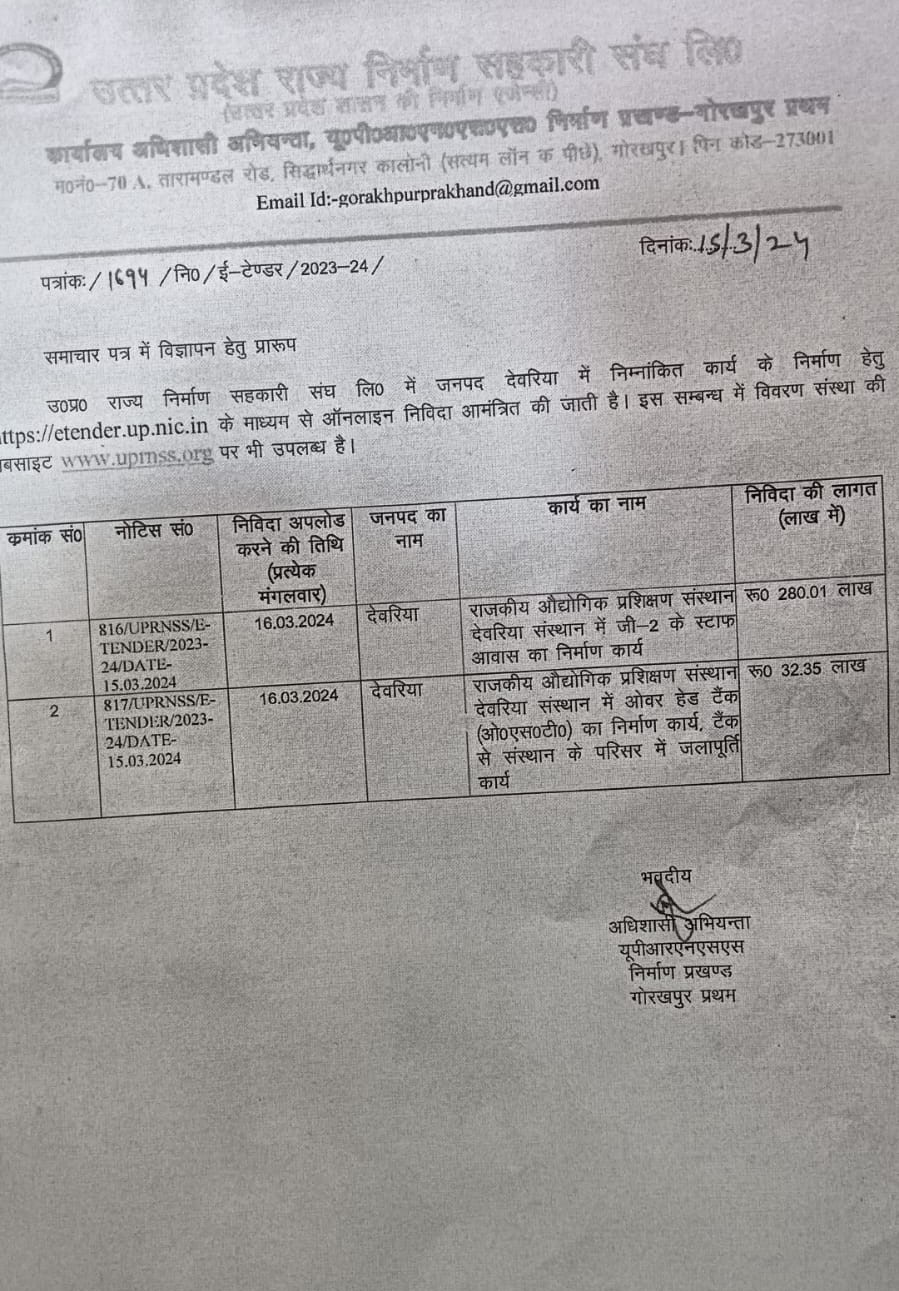 उत्तर प्रदेश राज्य निर्माण सहकारी संघ लि0
(उत्तर प्रदेश शासन की निर्माण एजेन्सी)
कार्यालय अधिशासी अभियन्ता, यू0पी0आर0एन0एस0एस0 निर्माण प्रखण्ड–गोरखपुर प्रथम
म0नं0–70 A, तारामण्डल रोड, सिद्धार्थनगर कालोनी (सत्यम लॉन क पीछे), गोरखपुर। पिन कोड–273001
Email Id:-gorakhpurprakhand@gmail.com
दिनांकः 15/3/24
पत्रांकः/ 1694 /नि0/ई–टेण्डर/2023–24/
समाचार पत्र में विज्ञापन हेतु प्रारूप
उ0प्र0 राज्य निर्माण सहकारी संघ लि0 में जनपद देवरिया में निम्नांकित कार्य के निर्माण हेतु
ttps://etender.up.nic.in के माध्यम से ऑनलाइन निविदा आमंत्रित की जाती है। इस सम्बन्ध में विवरण संस्था की
बसाइट www.uprnss.org पर भी उपलब्ध है।
क्रमांक सं0 नोटिस सं0 निविदा अपलोड जनपद का कार्य का नाम निविदा की लागत
करने की तिथि नाम (लाख में)
(प्रत्येक
मंगलवार)
1 816/UPRNSS/E- 16.03.2024 देवरिया राजकीय औद्योगिक प्रशिक्षण संस्थान रू0 280.01 लाख
TENDER/2023- देवरिया संस्थान में जी–2 के स्टाफ
24/DATE- आवास का निर्माण कार्य
15.03.2024
2 817/UPRNSS/E- 16.03.2024 देवरिया राजकीय औद्योगिक प्रशिक्षण संस्थान रू0 32.35 लाख
TENDER/2023- देवरिया संस्थान में ओवर हेड टैंक
24/DATE- (ओ0एस0टी0) का निर्माण कार्य, टैंक
15.03.2024 से संस्थान के परिसर में जलापूर्ति
कार्य
भवदीय
अधिशासी अभियन्ता
यूपीआरएनएसएस
निर्माण प्रखण्ड
गोरखपुर प्रथम